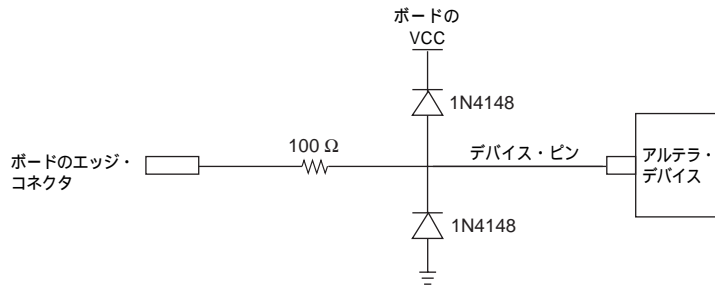 ボードの
VCC
1N4148
100 Ω
デバイス・ピン
ボードのエッジ・
コネクタ
アルテラ・
デバイス
1N4148